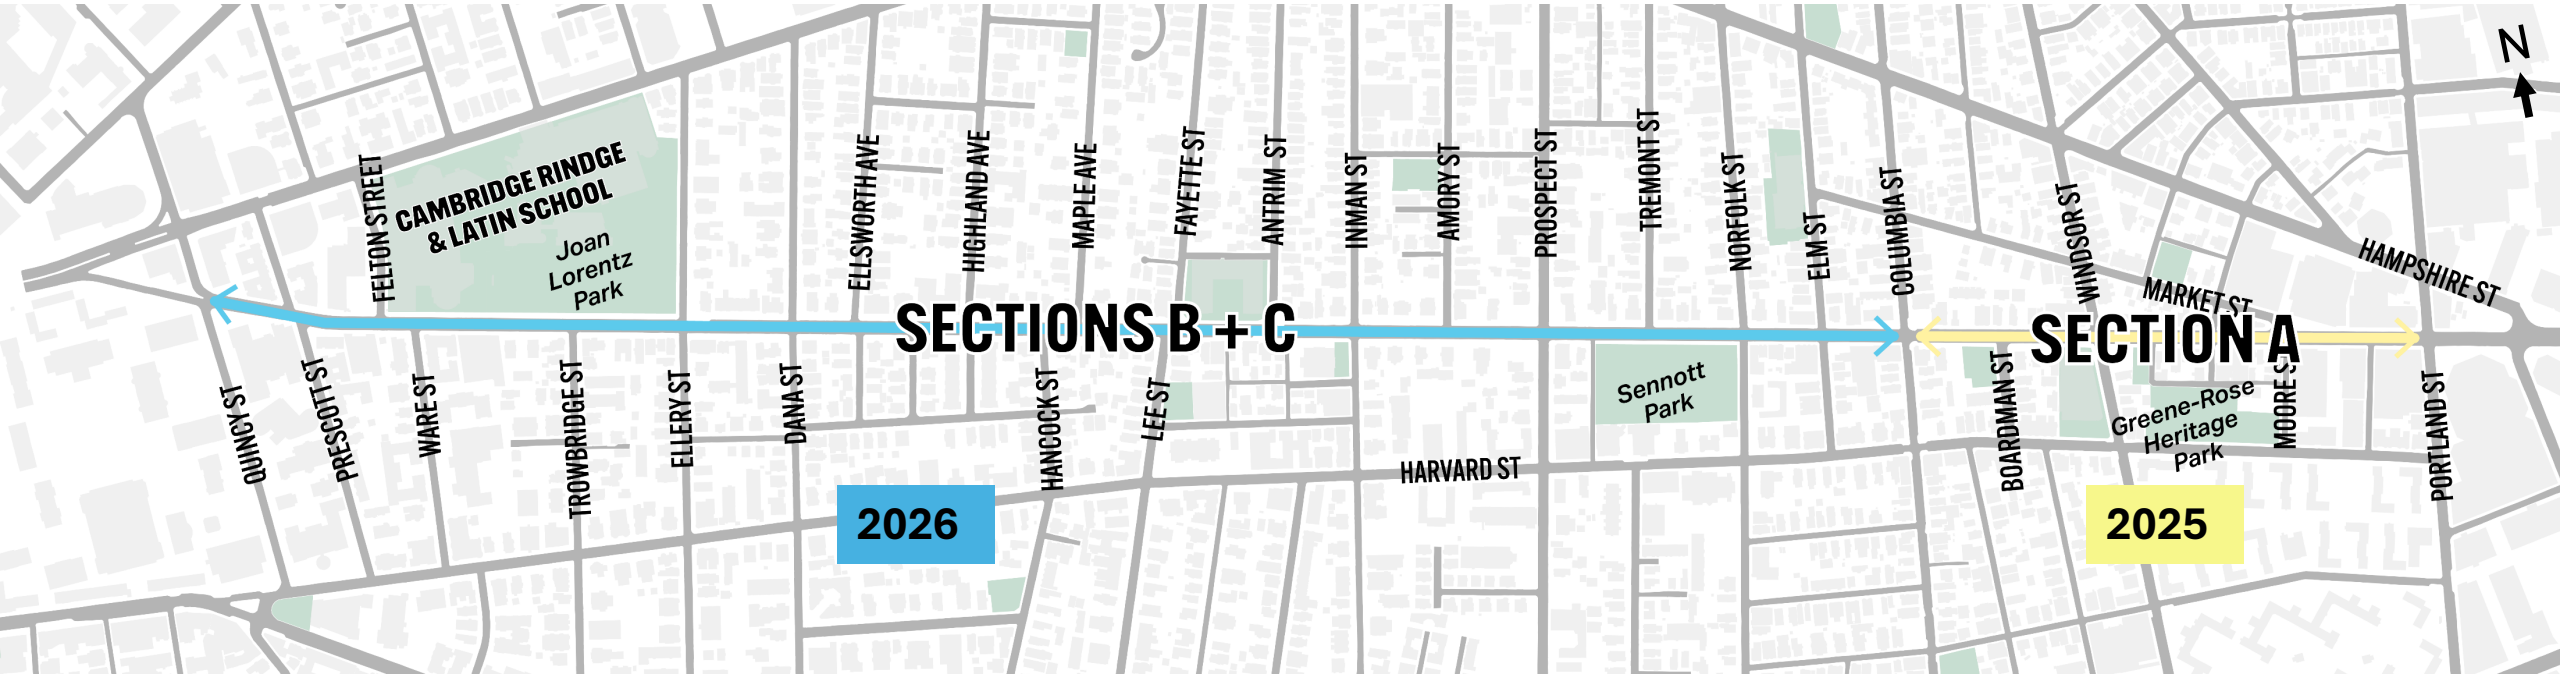 N
FELTON STREET
CAMBRIDGE RINDGE
& LATIN SCHOOL
Joan
Lorentz
Park
ELLSWORTH AVE
HIGHLAND AVE
MAPLE AVE
FAYETTE ST
ANTRIM ST
INMAN ST
AMORY ST
PROSPECT ST
TREMONT ST
NORFOLK ST
ELM ST
COLUMBIA ST
WINDSOR ST
MARKET ST
HAMPSHIRE ST
SECTIONS B + C
SECTION A
QUINCY ST
PRESCOTT ST
WARE ST
TROWBRIDGE ST
ELLERY ST
DANA ST
HANCOCK ST
LEE ST
HARVARD ST
Sennott
Park
BOARDMAN ST
Greene-Rose
Heritage
Park
MOORE ST
PORTLAND ST
2026
2025